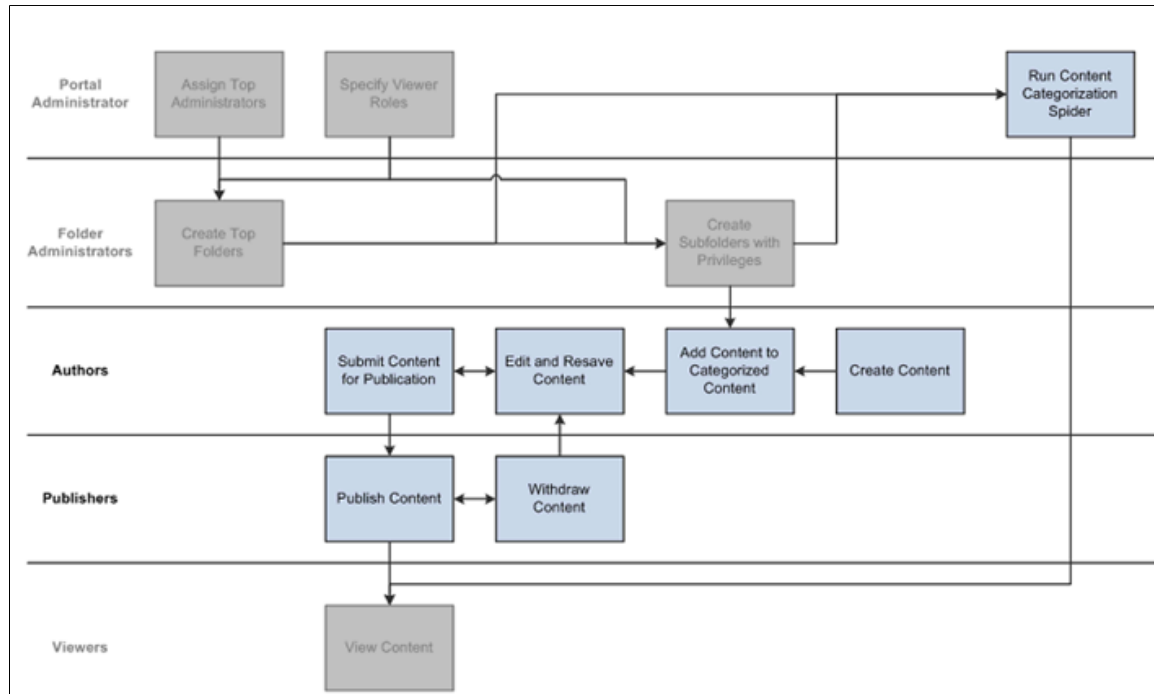 Portal
Administrator
Assign Top
Administrators
Specify Viewer
Roles
Run Content
Categorization
Spider
Folder
Administrators
Create Top
Folders
Create
Subfolders with
Privileges
Authors
Submit Content
for Publication
Edit and Resave
Content
Add Content to
Categorized
Content
Create Content
Publishers
Publish Content
Withdraw
Content
Viewers
View Content